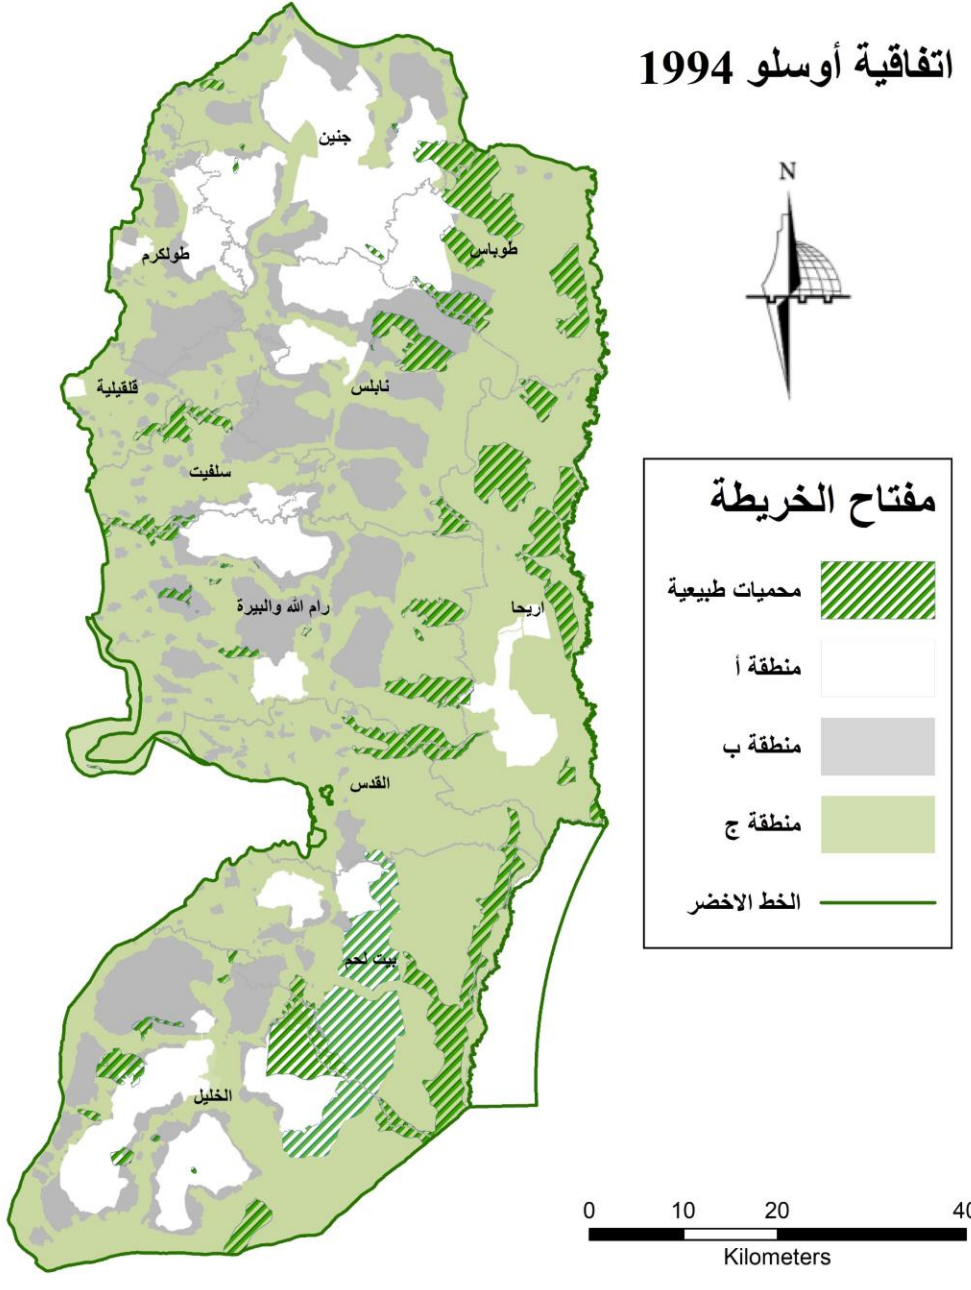 اتفاقية أوسلو 1994
N
جنين
طوباس
طولكرم
نابلس
قلقيلية
سلفيت
اريحا
رام الله والبيرة
القدس
بيت لحم
الخليل
مفتاح الخريطة
محميات طبيعية
منطقة أ
منطقة ب
منطقة ج
الخط الاخضر
0 10 20 40
Kilometers